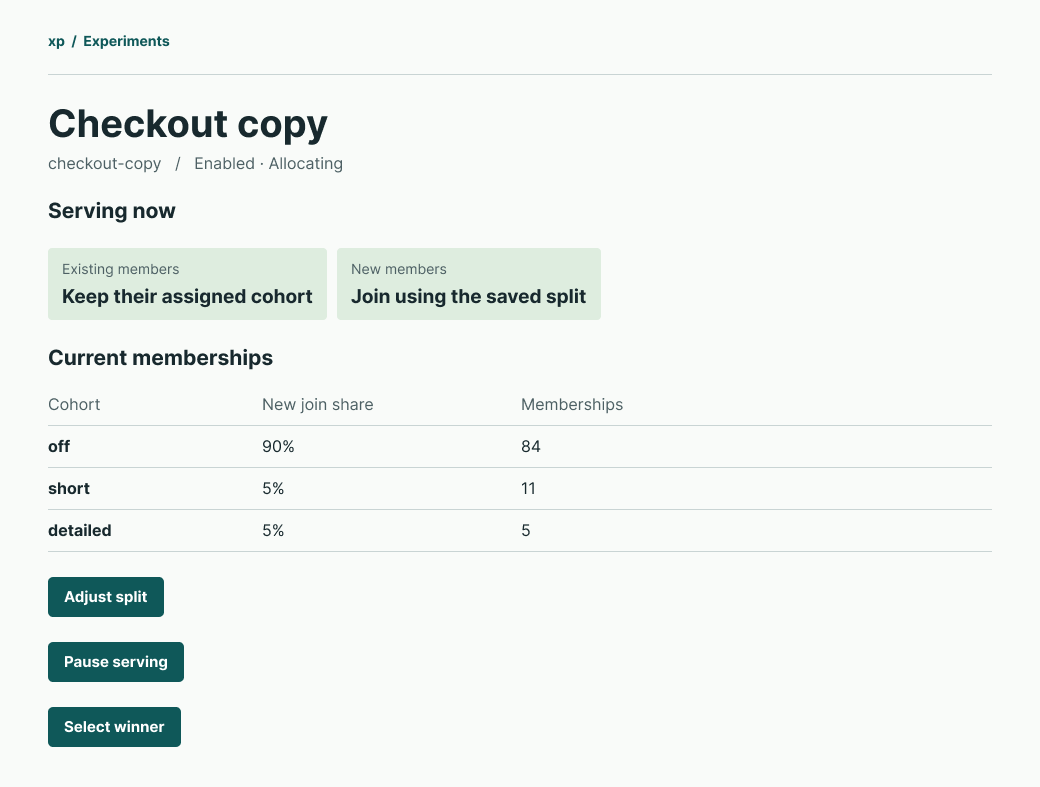 xp / Experiments
Checkout copy
checkout-copy / Enabled · Allocating
Serving now
Existing members
Keep their assigned cohort
New members
Join using the saved split
Current memberships
Cohort New join share Memberships
off 90% 84
short 5% 11
detailed 5% 5
Adjust split
Pause serving
Select winner